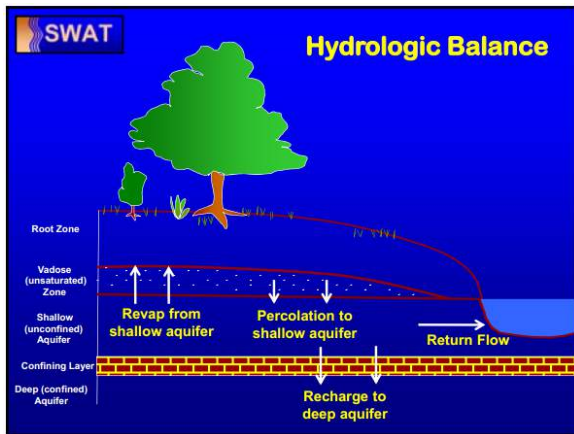 SWAT
Hydrologic Balance
Root Zone
Vadose
(unsaturated)
Zone
Revap from
shallow aquifer
Percolation to
shallow aquifer
Shallow
(unconfined)
Aquifer
Return Flow
Confining Layer
Deep (confined)
Aquifer
Recharge to
deep aquifer